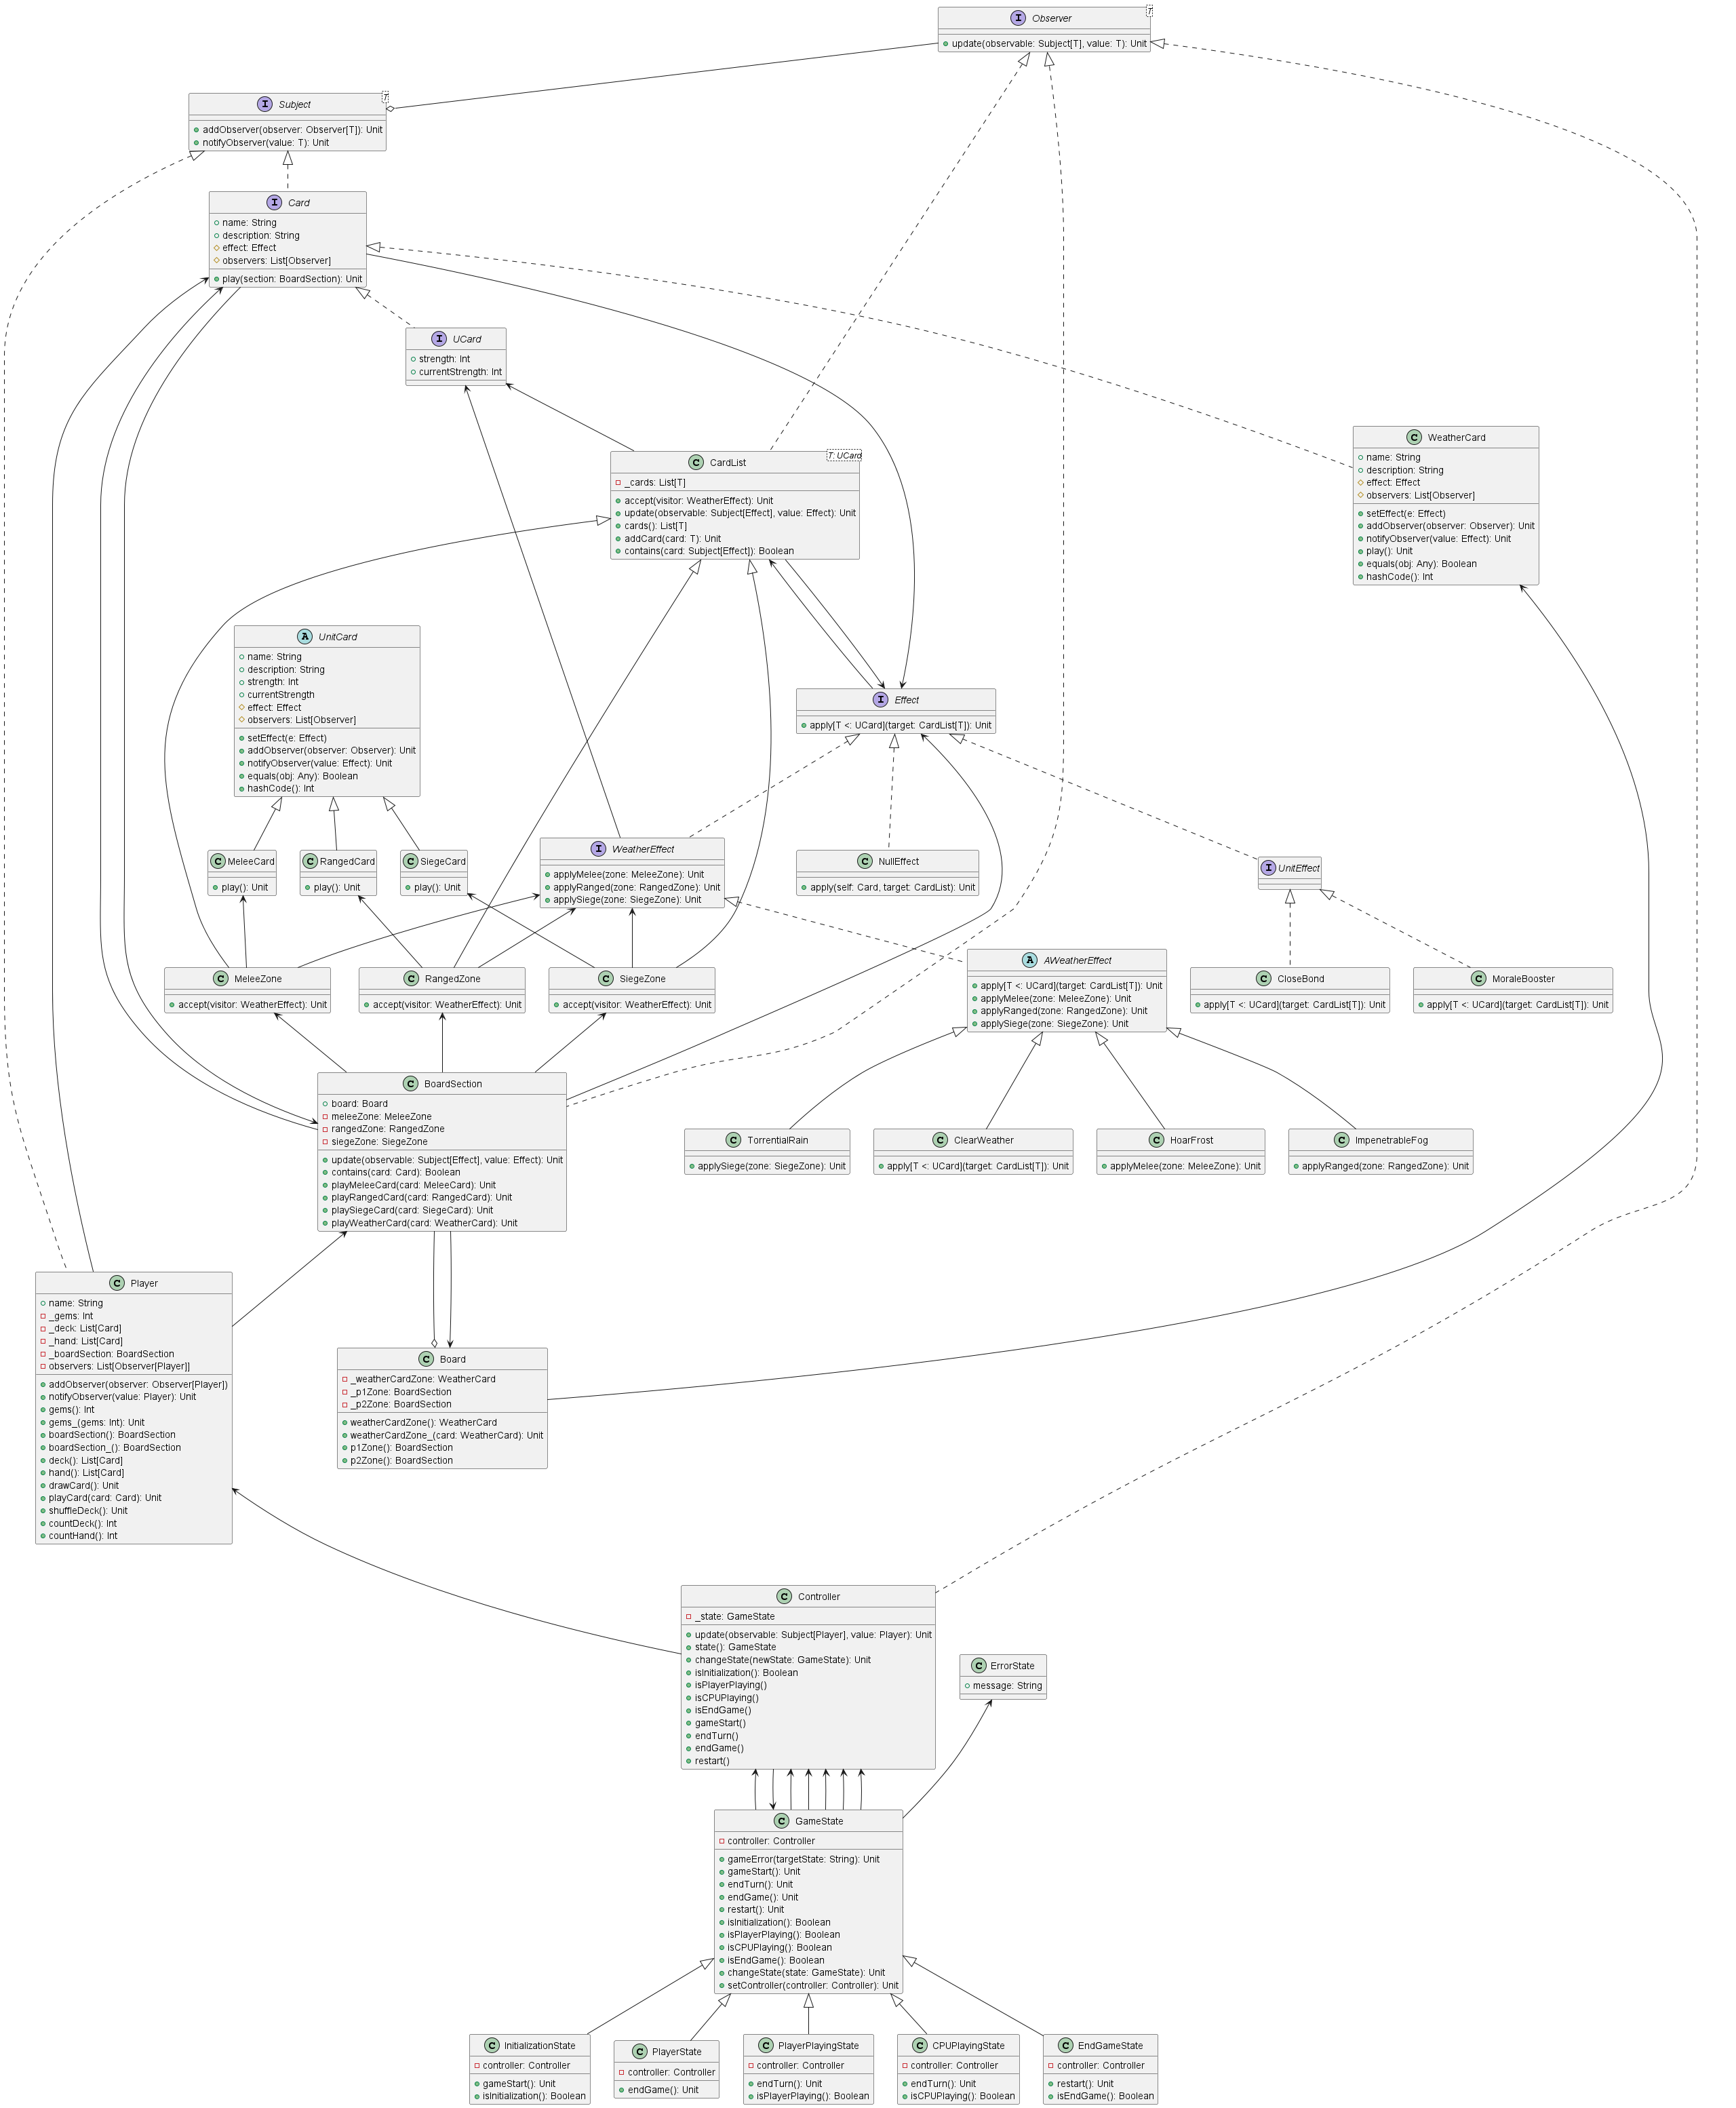 I Observer T
update(observable: Subject[T], value: T): Unit
I Subject T
addObserver(observer: Observer[T]): Unit
notifyObserver(value: T): Unit
I Card
name: String
description: String
effect: Effect
observers: List[Observer]
play(section: BoardSection): Unit
I UCard
strength: Int
currentStrength: Int
C WeatherCard
name: String
description: String
effect: Effect
observers: List[Observer]
setEffect(e: Effect)
addObserver(observer: Observer): Unit
notifyObserver(value: Effect): Unit
play(): Unit
equals(obj: Any): Boolean
hashCode(): Int
C CardList T: UCard
_cards: List[T]
accept(visitor: WeatherEffect): Unit
update(observable: Subject[Effect], value: Effect): Unit
cards(): List[T]
addCard(card: T): Unit
contains(card: Subject[Effect]): Boolean
A UnitCard
name: String
description: String
strength: Int
currentStrength
effect: Effect
observers: List[Observer]
setEffect(e: Effect)
addObserver(observer: Observer): Unit
notifyObserver(value: Effect): Unit
equals(obj: Any): Boolean
hashCode(): Int
I Effect
apply[T <: UCard](target: CardList[T]): Unit
C MeleeCard
play(): Unit
C RangedCard
play(): Unit
C SiegeCard
play(): Unit
I WeatherEffect
applyMelee(zone: MeleeZone): Unit
applyRanged(zone: RangedZone): Unit
applySiege(zone: SiegeZone): Unit
C NullEffect
apply(self: Card, target: CardList): Unit
I UnitEffect
C MeleeZone
accept(visitor: WeatherEffect): Unit
C RangedZone
accept(visitor: WeatherEffect): Unit
C SiegeZone
accept(visitor: WeatherEffect): Unit
A AWeatherEffect
apply[T <: UCard](target: CardList[T]): Unit
applyMelee(zone: MeleeZone): Unit
applyRanged(zone: RangedZone): Unit
applySiege(zone: SiegeZone): Unit
C CloseBond
apply[T <: UCard](target: CardList[T]): Unit
C MoraleBooster
apply[T <: UCard](target: CardList[T]): Unit
C BoardSection
board: Board
meleeZone: MeleeZone
rangedZone: RangedZone
siegeZone: SiegeZone
update(observable: Subject[Effect], value: Effect): Unit
contains(card: Card): Boolean
playMeleeCard(card: MeleeCard): Unit
playRangedCard(card: RangedCard): Unit
playSiegeCard(card: SiegeCard): Unit
playWeatherCard(card: WeatherCard): Unit
C TorrentialRain
applySiege(zone: SiegeZone): Unit
C ClearWeather
apply[T <: UCard](target: CardList[T]): Unit
C HoarFrost
applyMelee(zone: MeleeZone): Unit
C ImpenetrableFog
applyRanged(zone: RangedZone): Unit
C Player
name: String
_gems: Int
_deck: List[Card]
_hand: List[Card]
_boardSection: BoardSection
observers: List[Observer[Player]]
addObserver(observer: Observer[Player])
notifyObserver(value: Player): Unit
gems(): Int
gems_(gems: Int): Unit
boardSection(): BoardSection
boardSection_(): BoardSection
deck(): List[Card]
hand(): List[Card]
drawCard(): Unit
playCard(card: Card): Unit
shuffleDeck(): Unit
countDeck(): Int
countHand(): Int
C Board
_weatherCardZone: WeatherCard
_p1Zone: BoardSection
_p2Zone: BoardSection
weatherCardZone(): WeatherCard
weatherCardZone_(card: WeatherCard): Unit
p1Zone(): BoardSection
p2Zone(): BoardSection
C Controller
_state: GameState
update(observable: Subject[Player], value: Player): Unit
state(): GameState
changeState(newState: GameState): Unit
isInitialization(): Boolean
isPlayerPlaying()
isCPUPlaying()
isEndGame()
gameStart()
endTurn()
endGame()
restart()
C ErrorState
message: String
C GameState
controller: Controller
gameError(targetState: String): Unit
gameStart(): Unit
endTurn(): Unit
endGame(): Unit
restart(): Unit
isInitialization(): Boolean
isPlayerPlaying(): Boolean
isCPUPlaying(): Boolean
isEndGame(): Boolean
changeState(state: GameState): Unit
setController(controller: Controller): Unit
C InitializationState
controller: Controller
gameStart(): Unit
isInitialization(): Boolean
C PlayerState
controller: Controller
endGame(): Unit
C PlayerPlayingState
controller: Controller
endTurn(): Unit
isPlayerPlaying(): Boolean
C CPUPlayingState
controller: Controller
endTurn(): Unit
isCPUPlaying(): Boolean
C EndGameState
controller: Controller
restart(): Unit
isEndGame(): Boolean